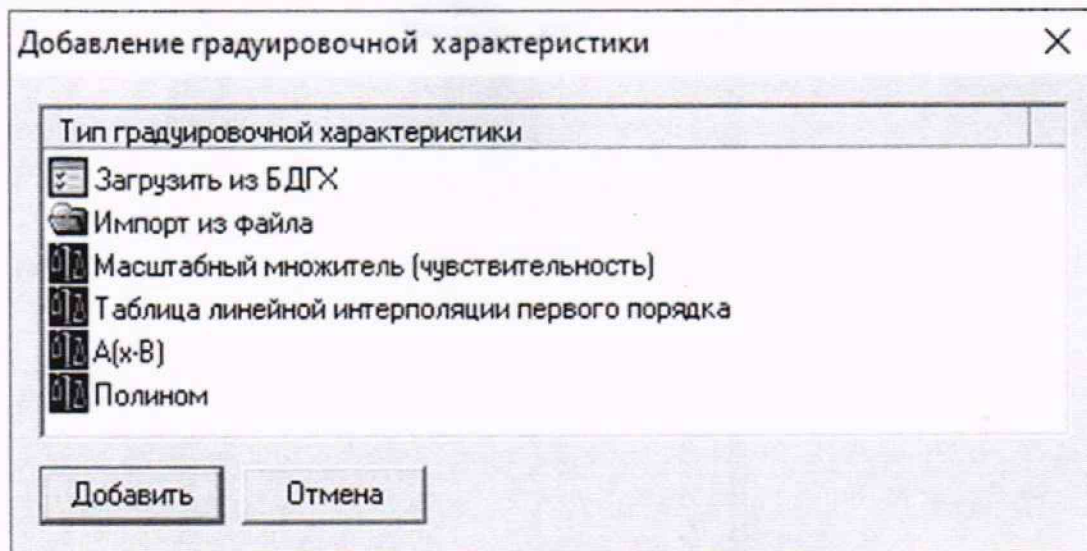 Добавление градуировочной характеристики
Тип градуировочной характеристики
Загрузить из БДГХ
Импорт из файла
Масштабный множитель (чувствительность)
Таблица линейной интерполяции первого порядка
A(x-B)
Полином
Добавить
Отмена